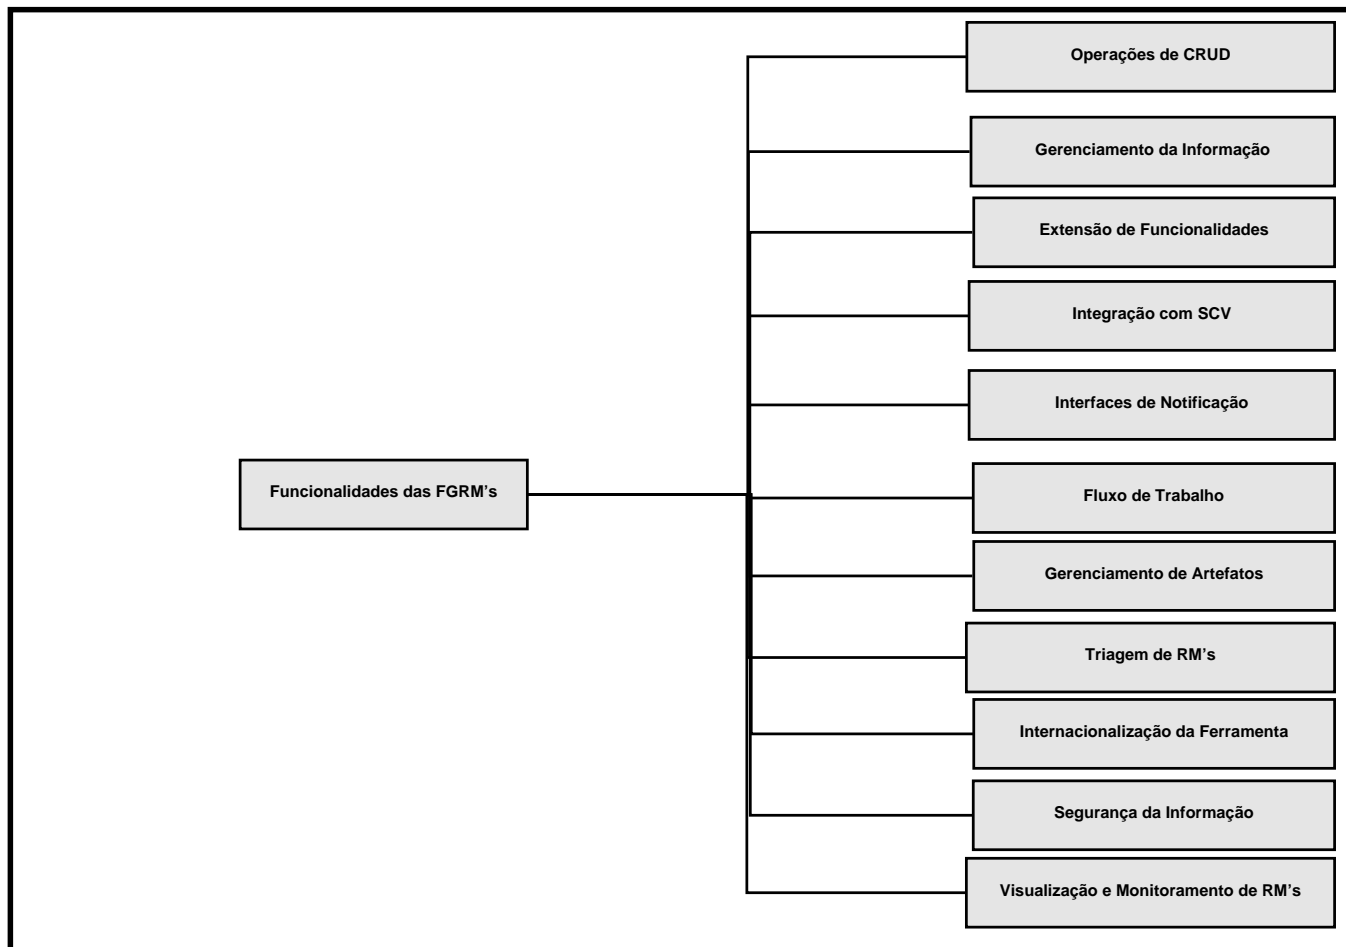 Operações de CRUD
Gerenciamento da Informação
Extensão de Funcionalidades
Integração com SCV
Interfaces de Notificação
Funcionalidades das FGRM’s
Fluxo de Trabalho
Gerenciamento de Artefatos
Triagem de RM’s
Internacionalização da Ferramenta
Segurança da Informação
Visualização e Monitoramento de RM’s